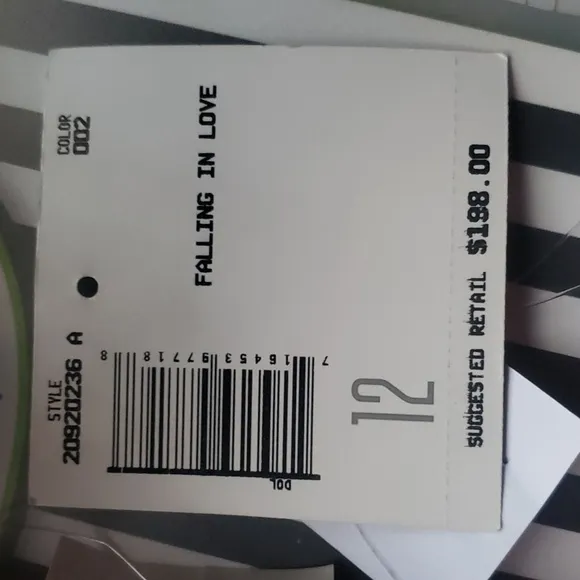 STYLE
20920236 A
COLOR
002
FALLING IN LOVE
DOL
7 16453 97718 8
12
SUGGESTED RETAIL $198.00